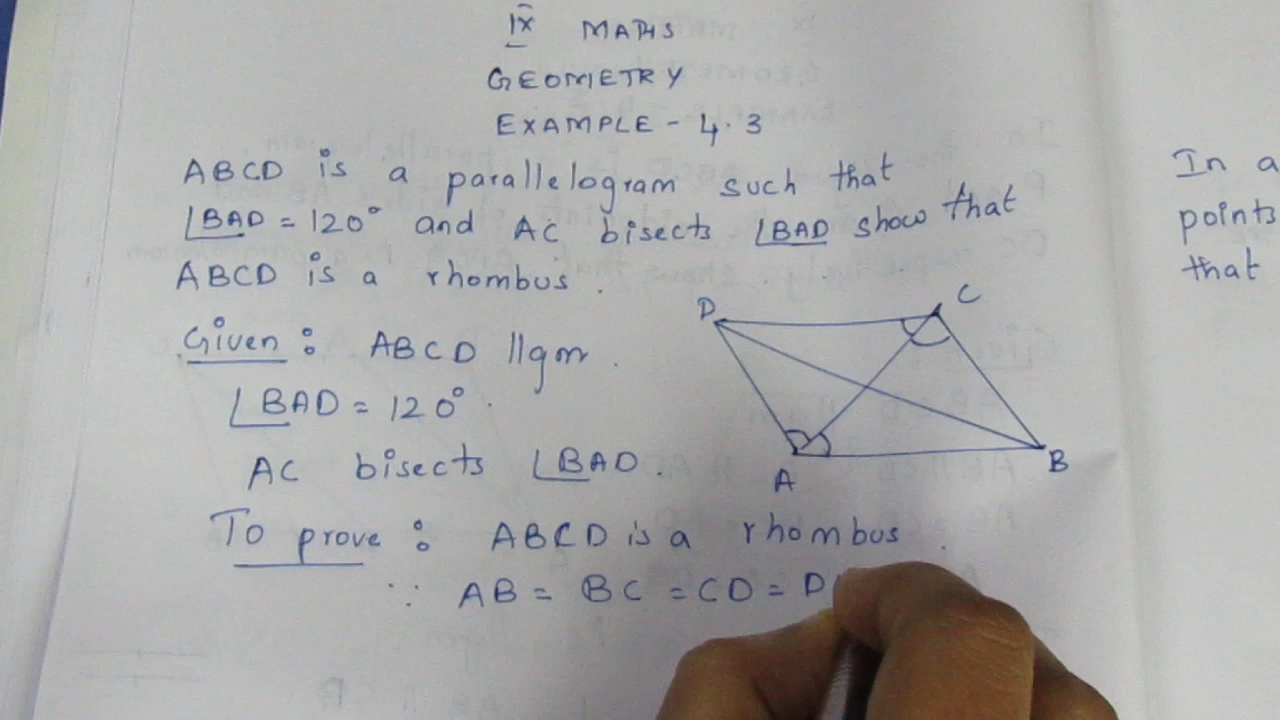 IX MATHS
GEOMETRY
EXAMPLE - 4.3
ABCD is a parallelogram such that
∠BAD = 120° and AC bisects ∠BAD show that
ABCD is a rhombus.
Given : ABCD ||gm.
∠BAD = 120°.
AC bisects ∠BAD.
D C
A B
To prove : ABCD is a rhombus.
∵ AB = BC = CD = D
In a
points
that